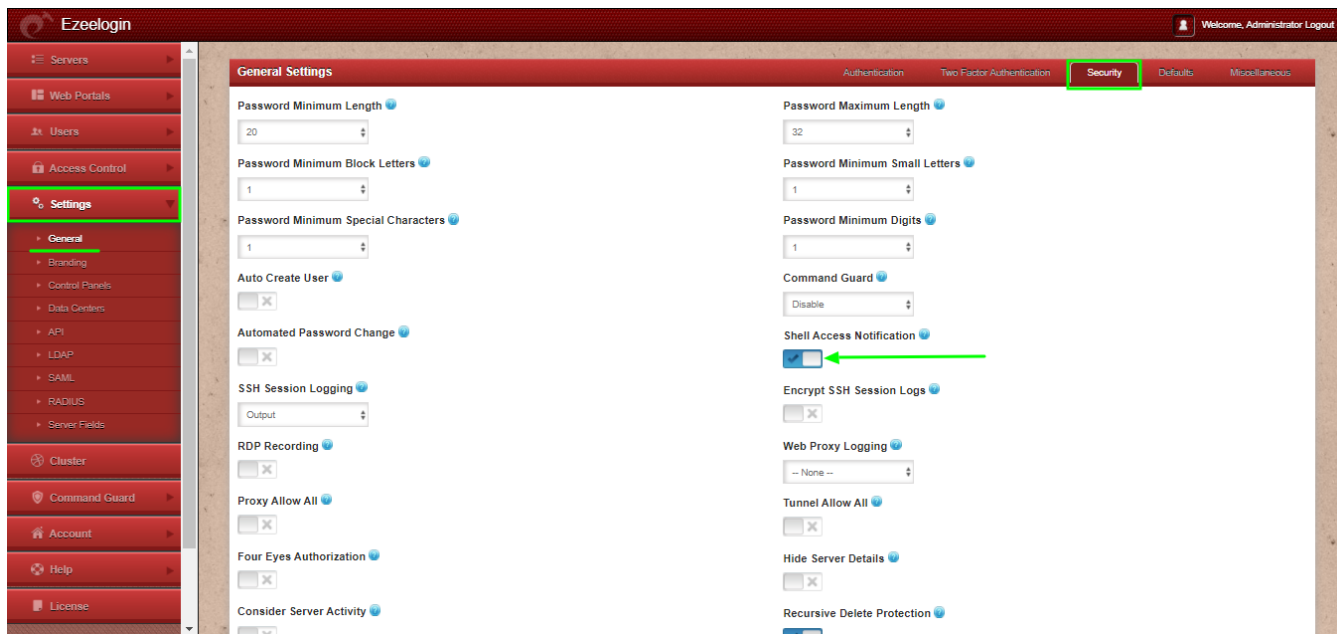 Ezeelogin
Welcome, Administrator Logout
Servers
Web Portals
Users
Access Control
Settings
General
Branding
Control Panels
Data Centers
API
LDAP
SAML
RADIUS
Server Fields
Cluster
Command Guard
Account
Help
License
General Settings
Authentication
Two Factor Authentication
Security
Defaults
Miscellaneous
Password Minimum Length
20
Password Maximum Length
32
Password Minimum Block Letters
1
Password Minimum Small Letters
1
Password Minimum Special Characters
1
Password Minimum Digits
1
Auto Create User
Command Guard
Disable
Automated Password Change
Shell Access Notification
SSH Session Logging
Output
Encrypt SSH Session Logs
RDP Recording
Web Proxy Logging
-- None --
Proxy Allow All
Tunnel Allow All
Four Eyes Authorization
Hide Server Details
Consider Server Activity
Recursive Delete Protection